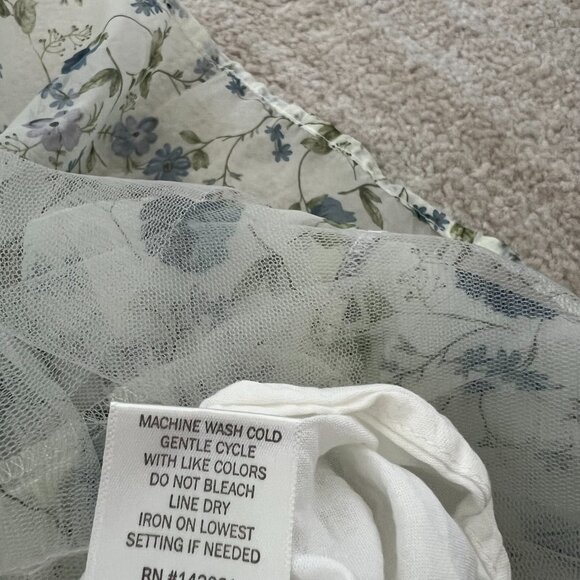 MACHINE WASH COLD
GENTLE CYCLE
WITH LIKE COLORS
DO NOT BLEACH
LINE DRY
IRON ON LOWEST
SETTING IF NEEDED